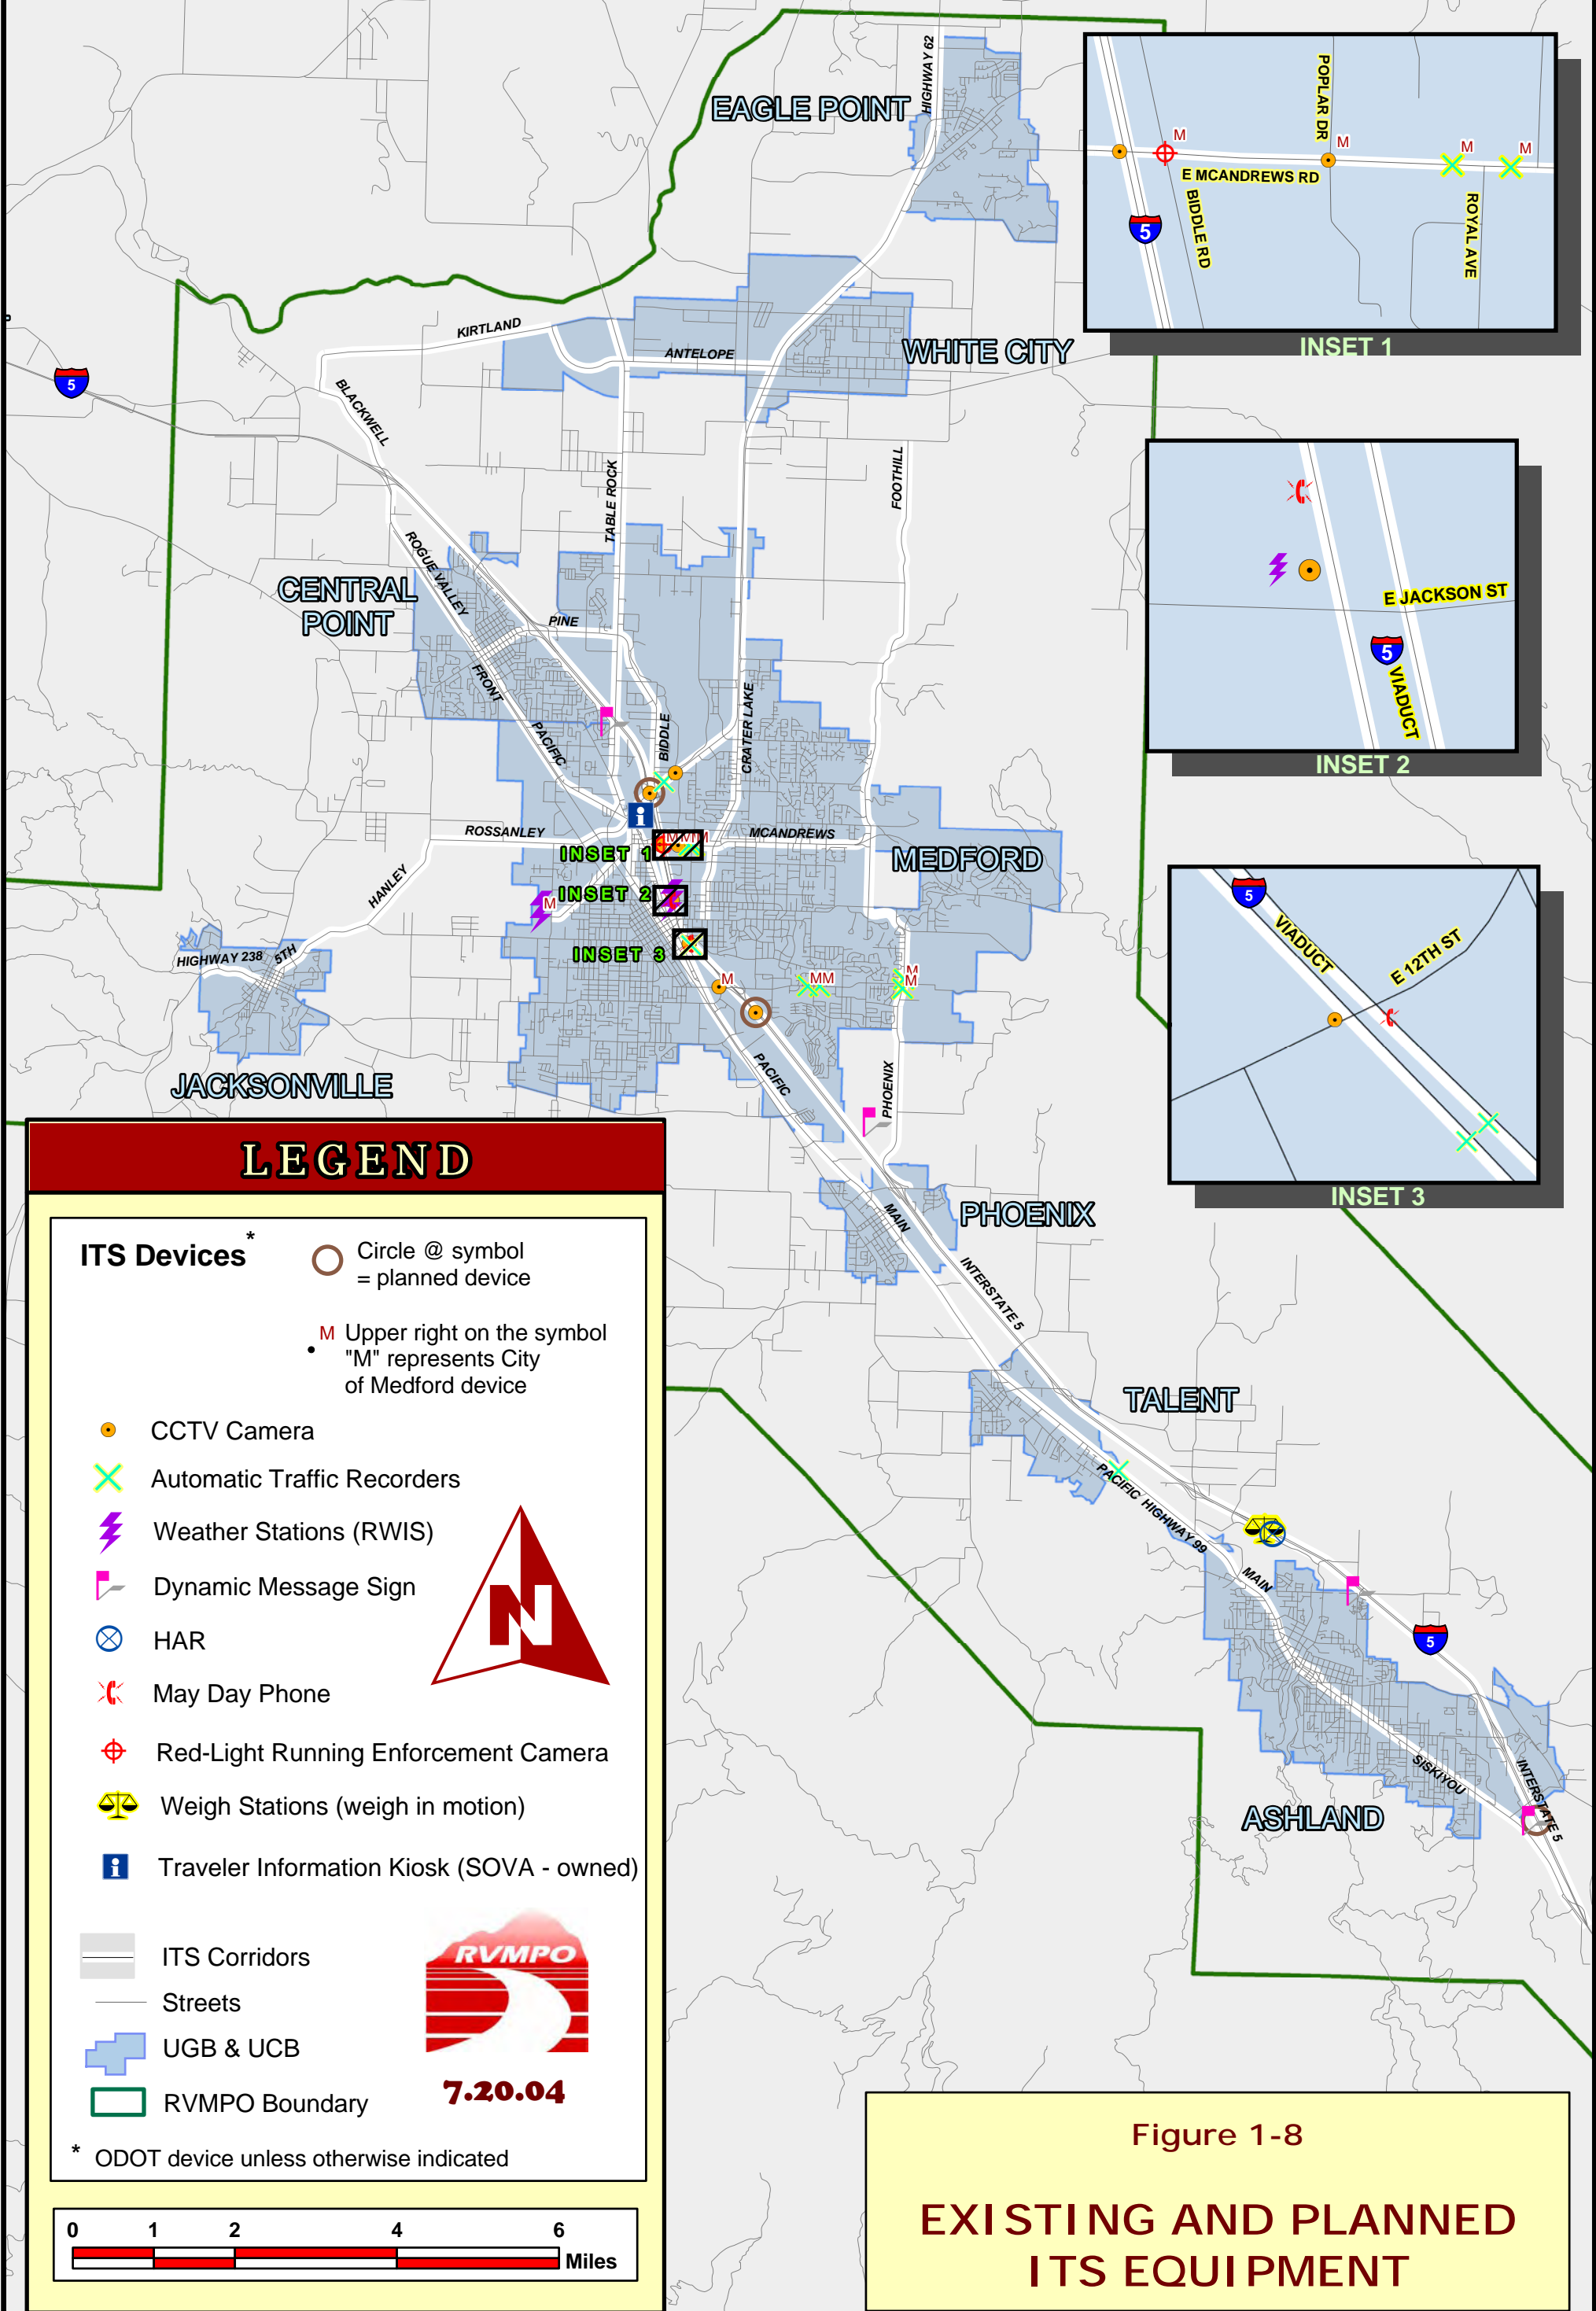 HIGHWAY 62
EAGLE POINT
POPLAR DR
M
M
M
M
E MCANDREWS RD
BIDDLE RD
ROYAL AVE
5
INSET 1
KIRTLAND
ANTELOPE
WHITE CITY
5
BLACKWELL
TABLE ROCK
FOOTHILL
E JACKSON ST
5
VIADUCT
INSET 2
ROGUE VALLEY
CENTRAL
POINT
PINE
FRONT
PACIFIC
BIDDLE
CRATER LAKE
i
ROSSANLEY
MCANDREWS
M
M
M
INSET 1
MEDFORD
HANLEY
INSET 2
M
INSET 3
HIGHWAY 238
5TH
M
MM
M
M
5
VIADUCT
E 12TH ST
INSET 3
JACKSONVILLE
PACIFIC
PHOENIX
MAIN
PHOENIX
INTERSTATE 5
TALENT
PACIFIC HIGHWAY 99
MAIN
5
SISKIYOU
INTERSTATE 5
ASHLAND
LEGEND
ITS Devices*
Circle @ symbol
= planned device
M Upper right on the symbol
"M" represents City
of Medford device
CCTV Camera
Automatic Traffic Recorders
Weather Stations (RWIS)
Dynamic Message Sign
N
HAR
May Day Phone
Red-Light Running Enforcement Camera
Weigh Stations (weigh in motion)
i Traveler Information Kiosk (SOVA - owned)
ITS Corridors
RVMPO
Streets
UGB & UCB
7.20.04
RVMPO Boundary
* ODOT device unless otherwise indicated
0 1 2 4 6
Miles
Figure 1-8
EXISTING AND PLANNED
ITS EQUIPMENT